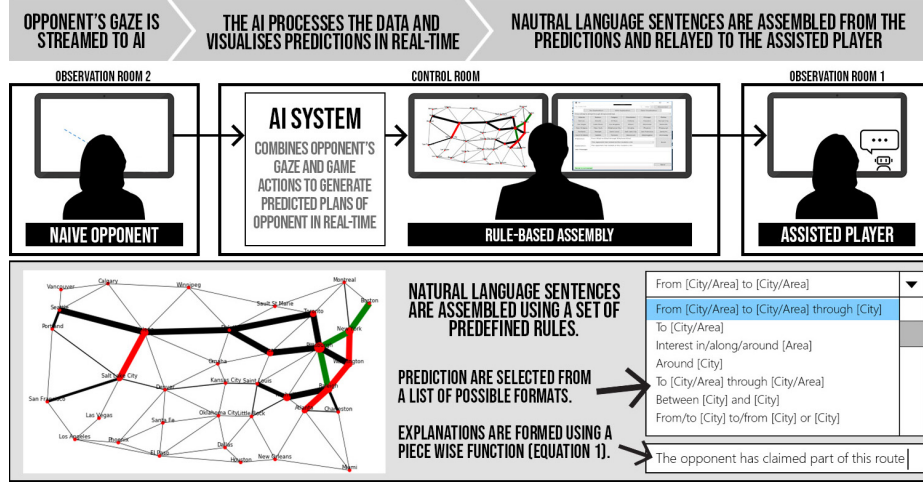 OPPONENT'S GAZE IS
STREAMED TO AI
THE AI PROCESSES THE DATA AND
VISUALISES PREDICTIONS IN REAL-TIME
NAUTRAL LANGUAGE SENTENCES ARE ASSEMBLED FROM THE
PREDICTIONS AND RELAYED TO THE ASSISTED PLAYER
OBSERVATION ROOM 2
CONTROL ROOM
OBSERVATION ROOM 1
AI SYSTEM
COMBINES OPPONENT'S
GAZE AND GAME
ACTIONS TO GENERATE
PREDICTED PLANS OF
OPPONENT IN REAL-TIME
NAIVE OPPONENT
RULE-BASED ASSEMBLY
ASSISTED PLAYER
Vancouver
Calgary
Winnipeg
Sault St Marie
Montreal
Boston
Seattle
Portland
Toronto
Omaha
Salt Lake City
Denver
Kansas City
Saint Louis
San Francisco
Las Vegas
Santa Fe
Oklahoma City
Little Rock
Charleston
Los Angeles
Phoenix
El Paso
Dallas
Houston
New Orleans
Miami
NATURAL LANGUAGE SENTENCES
ARE ASSEMBLED USING A SET OF
PREDEFINED RULES.
PREDICTION ARE SELECTED FROM
A LIST OF POSSIBLE FORMATS.
EXPLANATIONS ARE FORMED USING A
PIECE WISE FUNCTION (EQUATION 1).
From [City/Area] to [City/Area]
From [City/Area] to [City/Area] through [City]
To [City/Area]
Interest in/along/around [Area]
Around [City]
To [City/Area] through [City/Area]
Between [City] and [City]
From/to [City] to/from [City] or [City]
The opponent has claimed part of this route